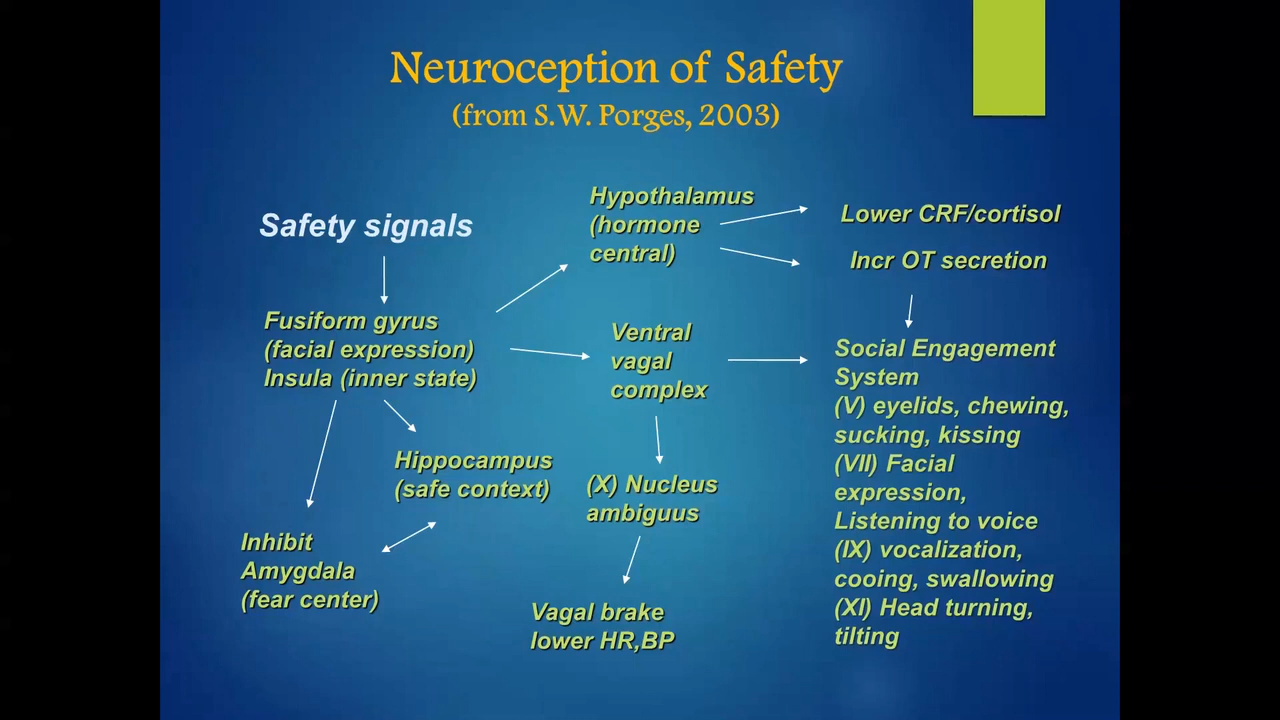 Neuroception of Safety
(from S.W. Porges, 2003)
Safety signals
Fusiform gyrus
(facial expression)
Insula (inner state)
Hippocampus
(safe context)
Inhibit
Amygdala
(fear center)
Hypothalamus
(hormone
central)
Ventral
vagal
complex
(X) Nucleus
ambiguus
Vagal brake
lower HR,BP
Lower CRF/cortisol
Incr OT secretion
Social Engagement
System
(V) eyelids, chewing,
sucking, kissing
(VII) Facial
expression,
Listening to voice
(IX) vocalization,
cooing, swallowing
(XI) Head turning,
tilting